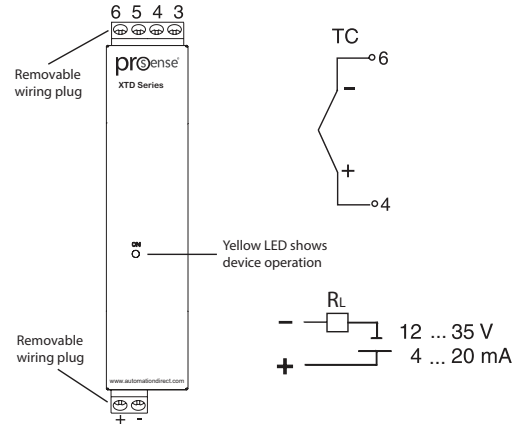 6 5 4 3
Removable
wiring plug
prosense®
XTD Series
ON
Yellow LED shows
device operation
Removable
wiring plug
www.automationdirect.com
+ -
TC
6
-
+
4
RL
-
+
12 ... 35 V
4 ... 20 mA